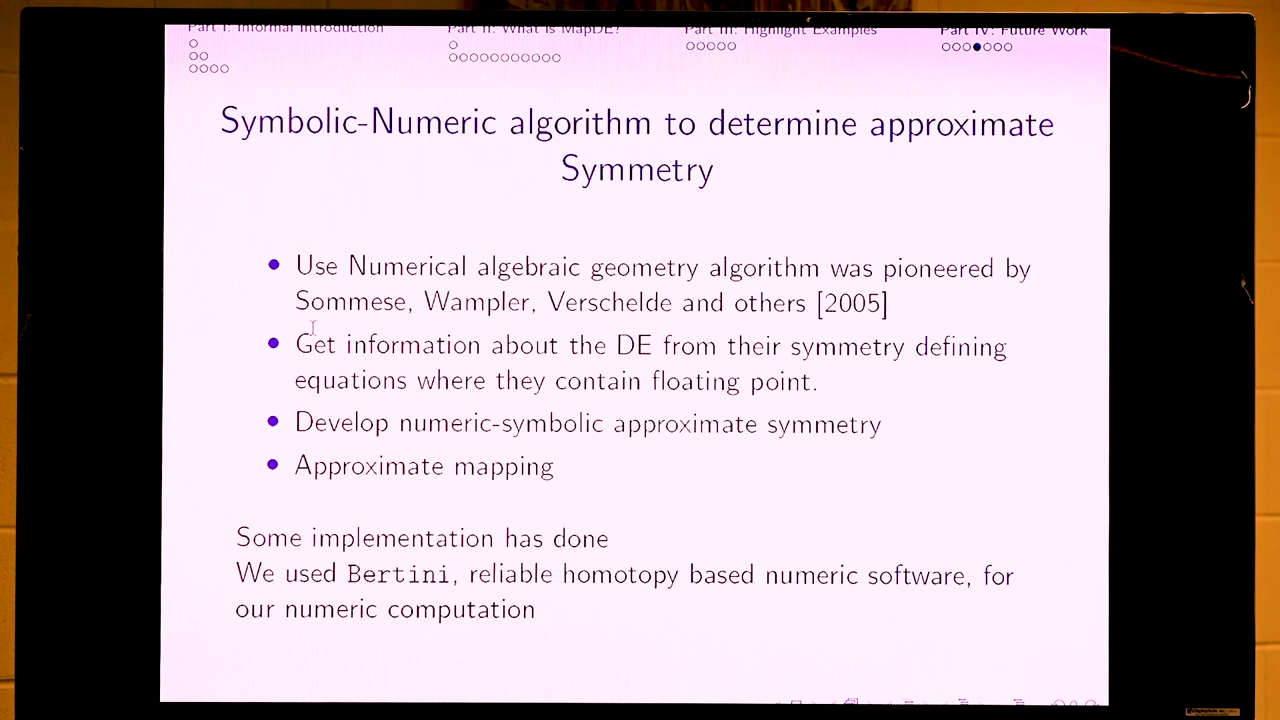 Part I: Informal Introduction
Part II: What is MapDE?
Part III: Highlight Examples
Part IV: Future Work
Symbolic-Numeric algorithm to determine approximate
Symmetry
Use Numerical algebraic geometry algorithm was pioneered by
Sommese, Wampler, Verschelde and others [2005]
Get information about the DE from their symmetry defining
equations where they contain floating point.
Develop numeric-symbolic approximate symmetry
Approximate mapping
Some implementation has done
We used Bertini, reliable homotopy based numeric software, for
our numeric computation